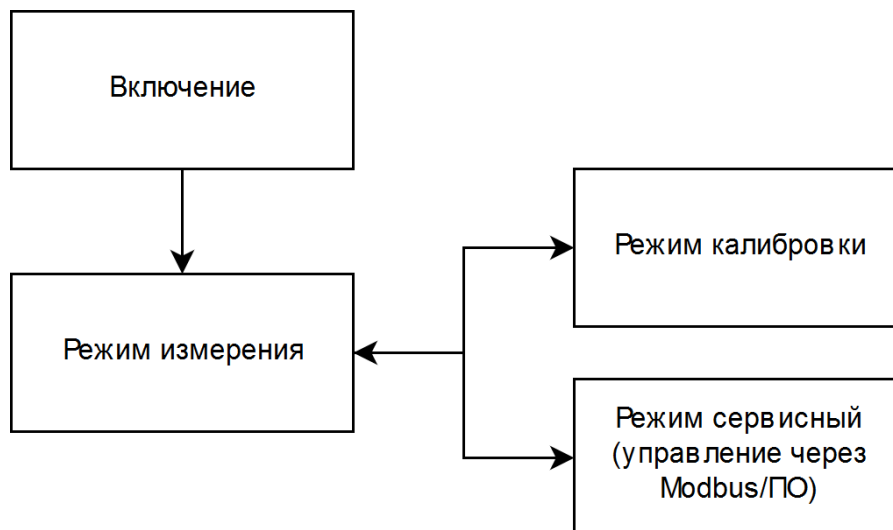 Включение
Режим калибровки
Режим измерения
Режим сервисный
(управление через
Modbus/ПО)